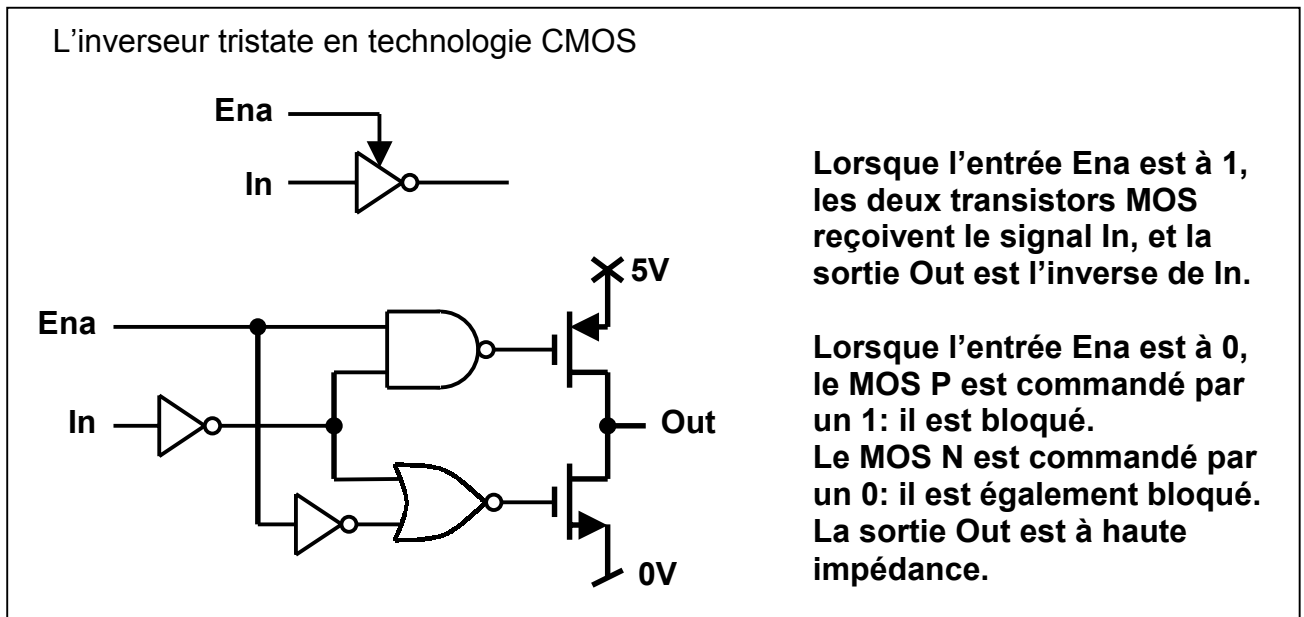 L’inverseur tristate en technologie CMOS
Ena
In
Ena
In
5V
Out
0V
Lorsque l’entrée Ena est à 1,
les deux transistors MOS
reçoivent le signal In, et la
sortie Out est l’inverse de In.
Lorsque l’entrée Ena est à 0,
le MOS P est commandé par
un 1: il est bloqué.
Le MOS N est commandé par
un 0: il est également bloqué.
La sortie Out est à haute
impédance.